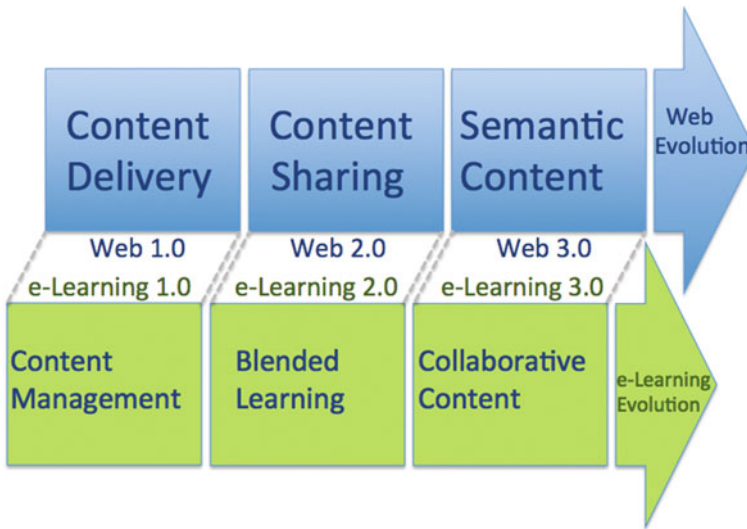 Content
Delivery
Content
Sharing
Semantic
Content
Web
Evolution
Web 1.0
Web 2.0
Web 3.0
e-Learning 1.0
e-Learning 2.0
e-Learning 3.0
Content
Management
Blended
Learning
Collaborative
Content
e-Learning
Evolution